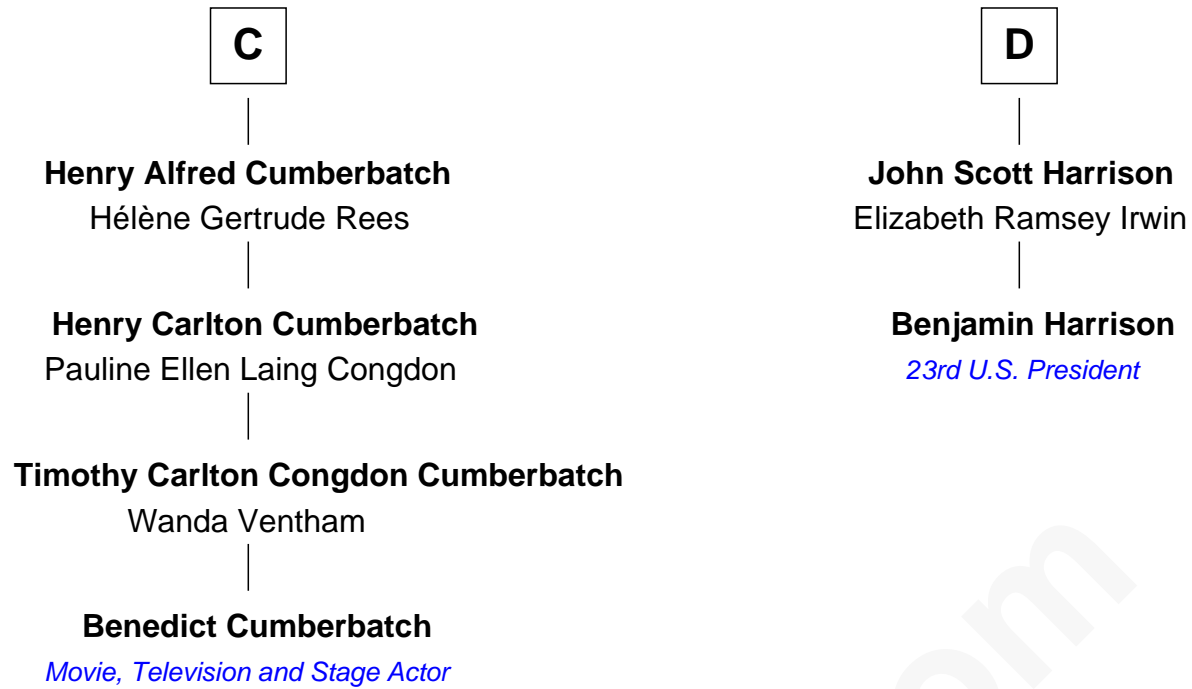 C
Henry Alfred Cumberbatch
Hélène Gertrude Rees
Henry Carlton Cumberbatch
Pauline Ellen Laing Congdon
Timothy Carlton Congdon Cumberbatch
Wanda Ventham
Benedict Cumberbatch
Movie, Television and Stage Actor
D
John Scott Harrison
Elizabeth Ramsey Irwin
Benjamin Harrison
23rd U.S. President
om